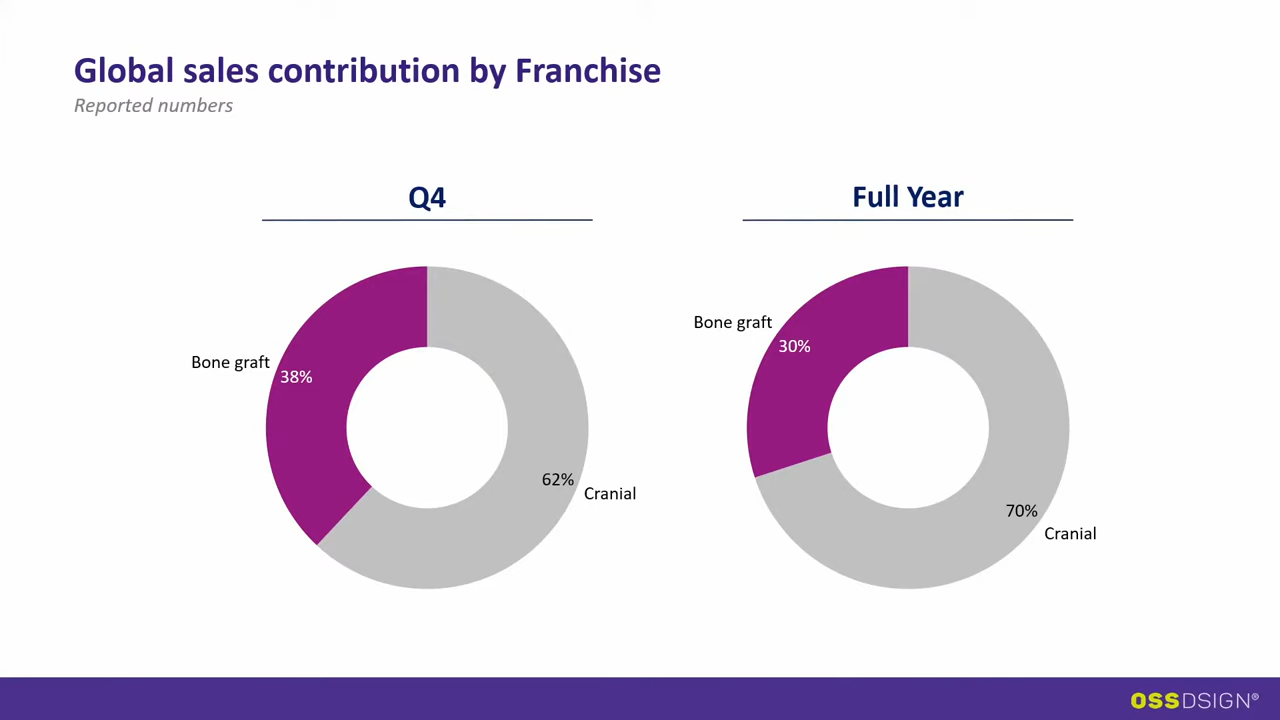 Global sales contribution by Franchise
Reported numbers
Q4
Bone graft
38%
62%
Cranial
Full Year
Bone graft
30%
70%
Cranial
OSSDSIGN®